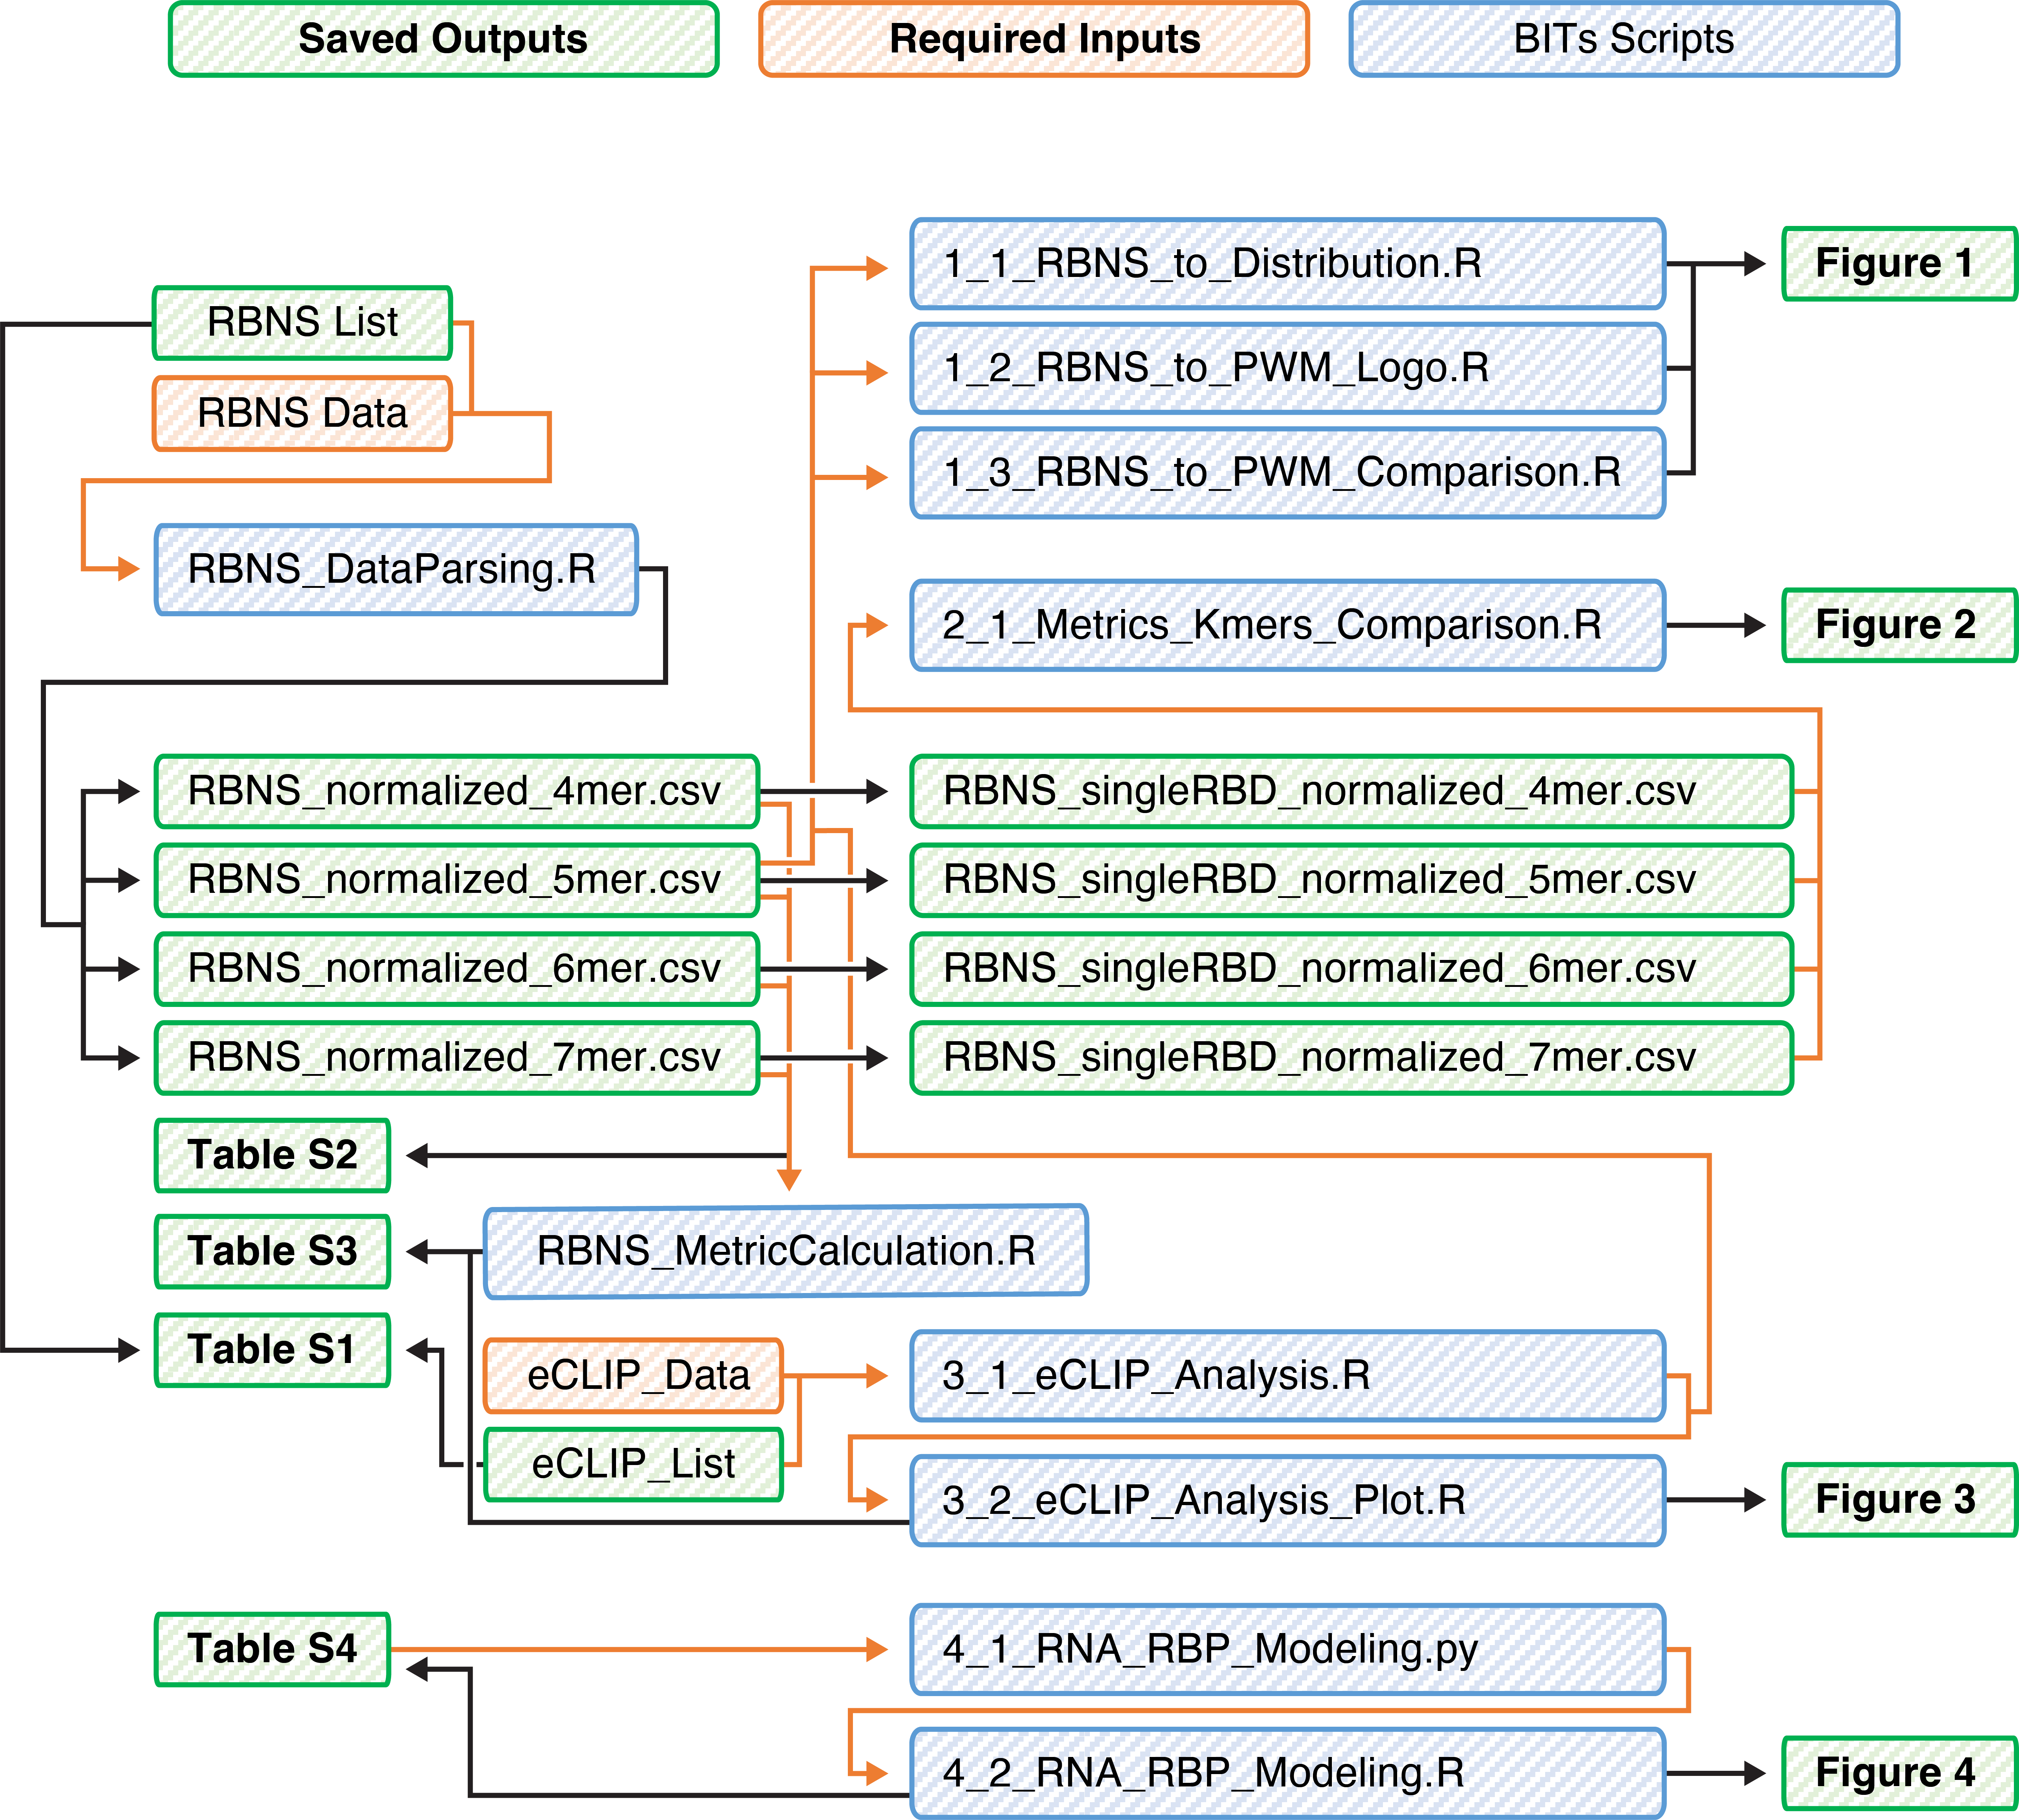 Saved Outputs
Required Inputs
BITs Scripts
1_1_RBNS_to_Distribution.R
Figure 1
RBNS List
1_2_RBNS_to_PWM_Logo.R
RBNS Data
1_3_RBNS_to_PWM_Comparison.R
RBNS_DataParsing.R
2_1_Metrics_Kmers_Comparison.R
Figure 2
RBNS_normalized_4mer.csv
RBNS_singleRBD_normalized_4mer.csv
RBNS_normalized_5mer.csv
RBNS_singleRBD_normalized_5mer.csv
RBNS_normalized_6mer.csv
RBNS_singleRBD_normalized_6mer.csv
RBNS_normalized_7mer.csv
RBNS_singleRBD_normalized_7mer.csv
Table S2
Table S3
RBNS_MetricCalculation.R
Table S1
eCLIP_Data
3_1_eCLIP_Analysis.R
eCLIP_List
3_2_eCLIP_Analysis_Plot.R
Figure 3
Table S4
4_1_RNA_RBP_Modeling.py
4_2_RNA_RBP_Modeling.R
Figure 4